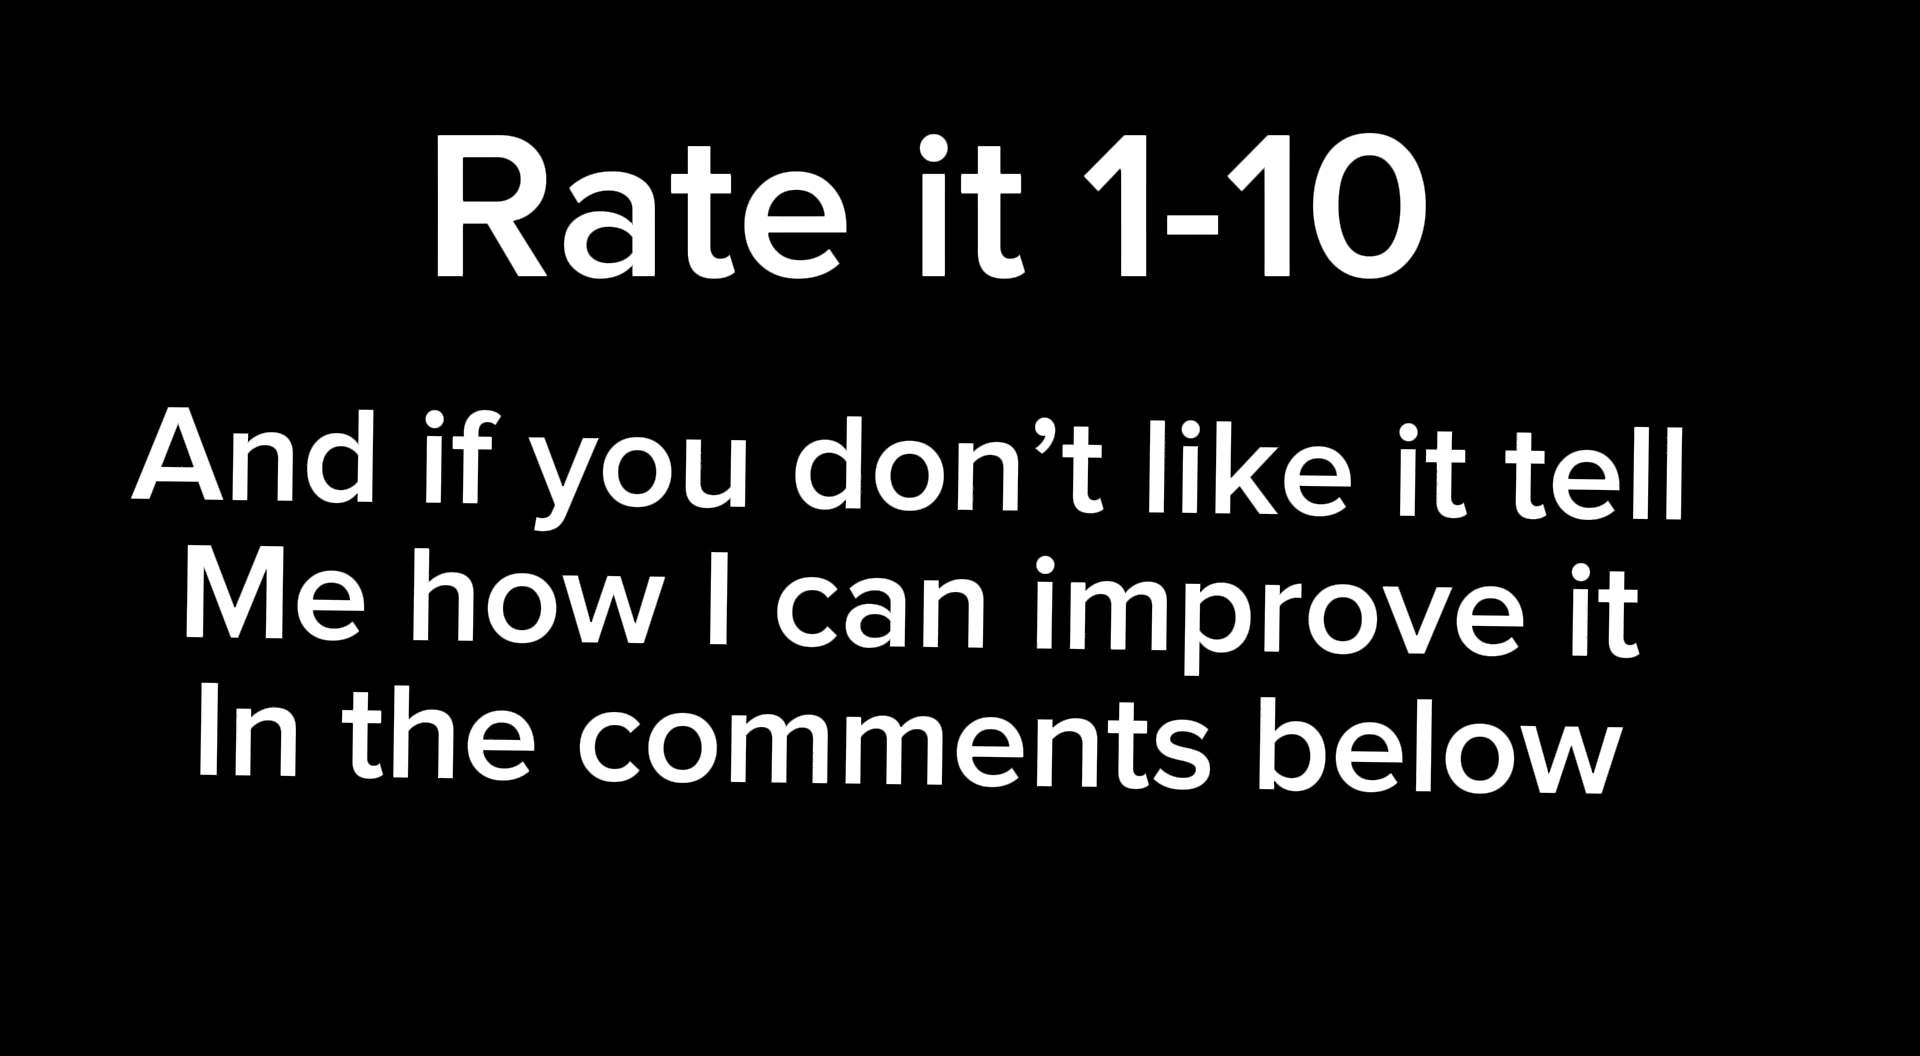 Rate it 1-10
And if you don’t like it tell
Me how I can improve it
In the comments below